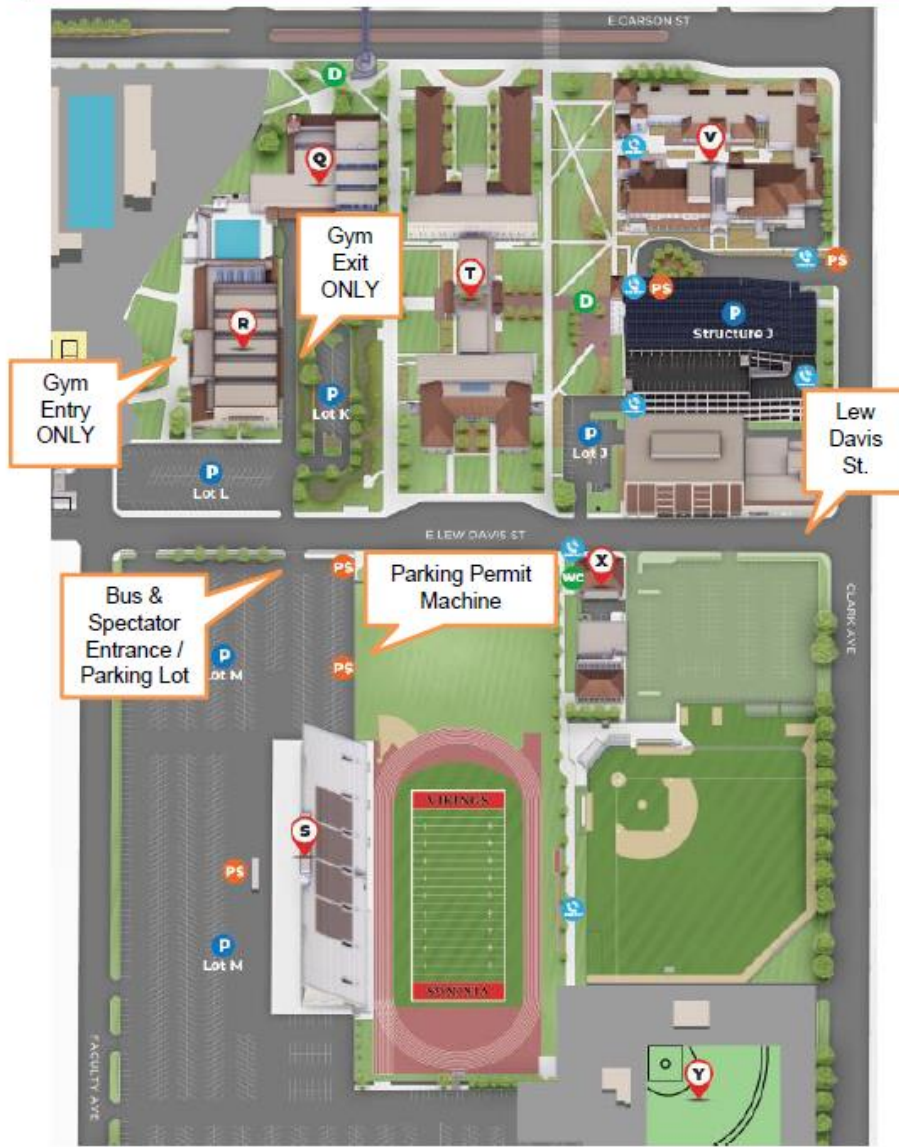 E CARSON ST
D
Q
V
Gym
Exit
ONLY
PS
T
PS
D
P
Structure J
R
Gym
Entry
ONLY
P
Lot K
Lew
Davis
St.
P
Lot J
P
Lot L
E LEW DAVIS ST
PS
Parking Permit
Machine
WC
X
Bus &
Spectator
Entrance /
Parking Lot
CLARK AVE
P
Lot M
PS
VIKINGS
S
PS
P
Lot M
VIKINGS
FACULTY AVE
Y